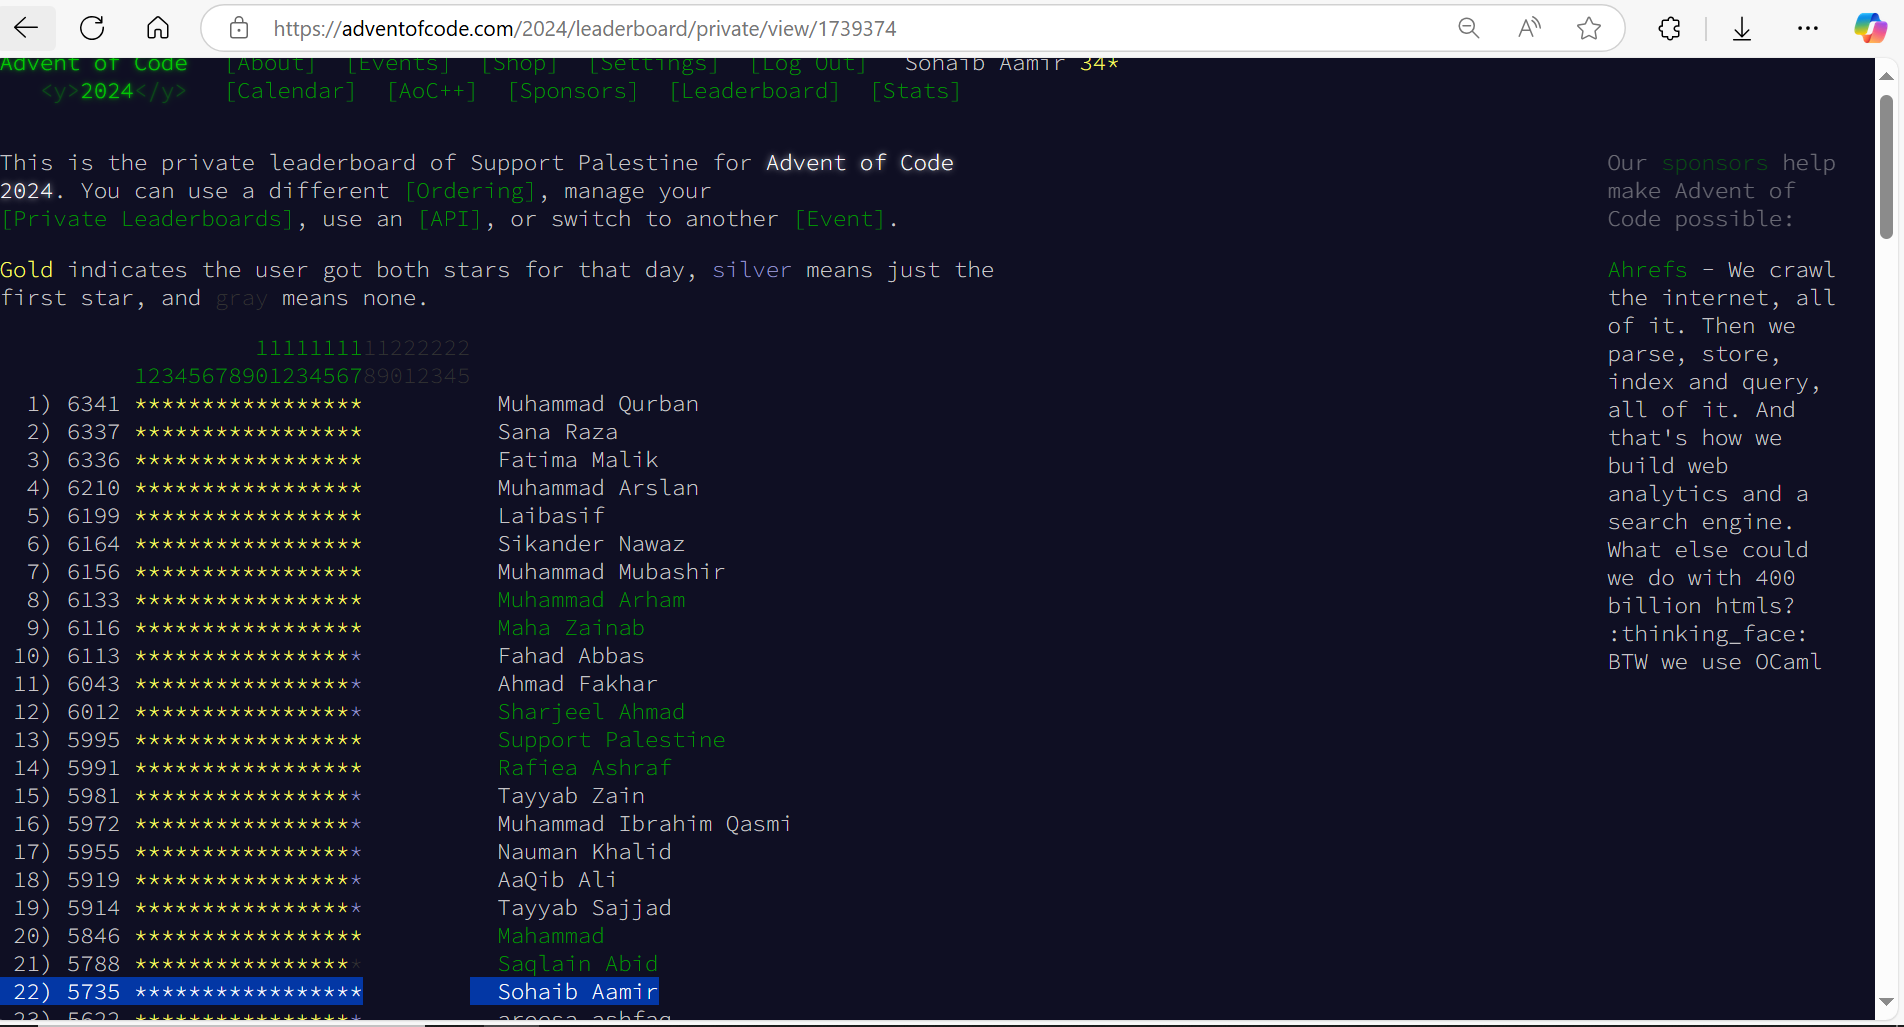 https://adventofcode.com/2024/leaderboard/private/view/1739374
Advent of Code [About] [Events] [Shop] [Settings] [Log Out] Sohaib Aamir 34*
<y>2024</y> [Calendar] [AoC++] [Sponsors] [Leaderboard] [Stats]
This is the private leaderboard of Support Palestine for Advent of Code
2024. You can use a different [Ordering], manage your
[Private Leaderboards], use an [API], or switch to another [Event].
Gold indicates the user got both stars for that day, silver means just the
first star, and gray means none.
1111111111222222
1234567890123456789012345
1) 6341 ***************** Muhammad Qurban
2) 6337 ***************** Sana Raza
3) 6336 ***************** Fatima Malik
4) 6210 ***************** Muhammad Arslan
5) 6199 ***************** Laibasif
6) 6164 ***************** Sikander Nawaz
7) 6156 ***************** Muhammad Mubashir
8) 6133 ***************** Muhammad Arham
9) 6116 ***************** Maha Zainab
10) 6113 ***************** Fahad Abbas
11) 6043 ***************** Ahmad Fakhar
12) 6012 ***************** Sharjeel Ahmad
13) 5995 ***************** Support Palestine
14) 5991 ***************** Rafiea Ashraf
15) 5981 ***************** Tayyab Zain
16) 5972 ***************** Muhammad Ibrahim Qasmi
17) 5955 ***************** Nauman Khalid
18) 5919 ***************** AaQib Ali
19) 5914 ***************** Tayyab Sajjad
20) 5846 ***************** Mahammad
21) 5788 ***************** Saqlain Abid
22) 5735 ***************** Sohaib Aamir
23) 5622 ***************** areesa ashfaq
Our sponsors help
make Advent of
Code possible:
Ahrefs - We crawl
the internet, all
of it. Then we
parse, store,
index and query,
all of it. And
that's how we
build web
analytics and a
search engine.
What else could
we do with 400
billion htmls?
:thinking_face:
BTW we use OCaml